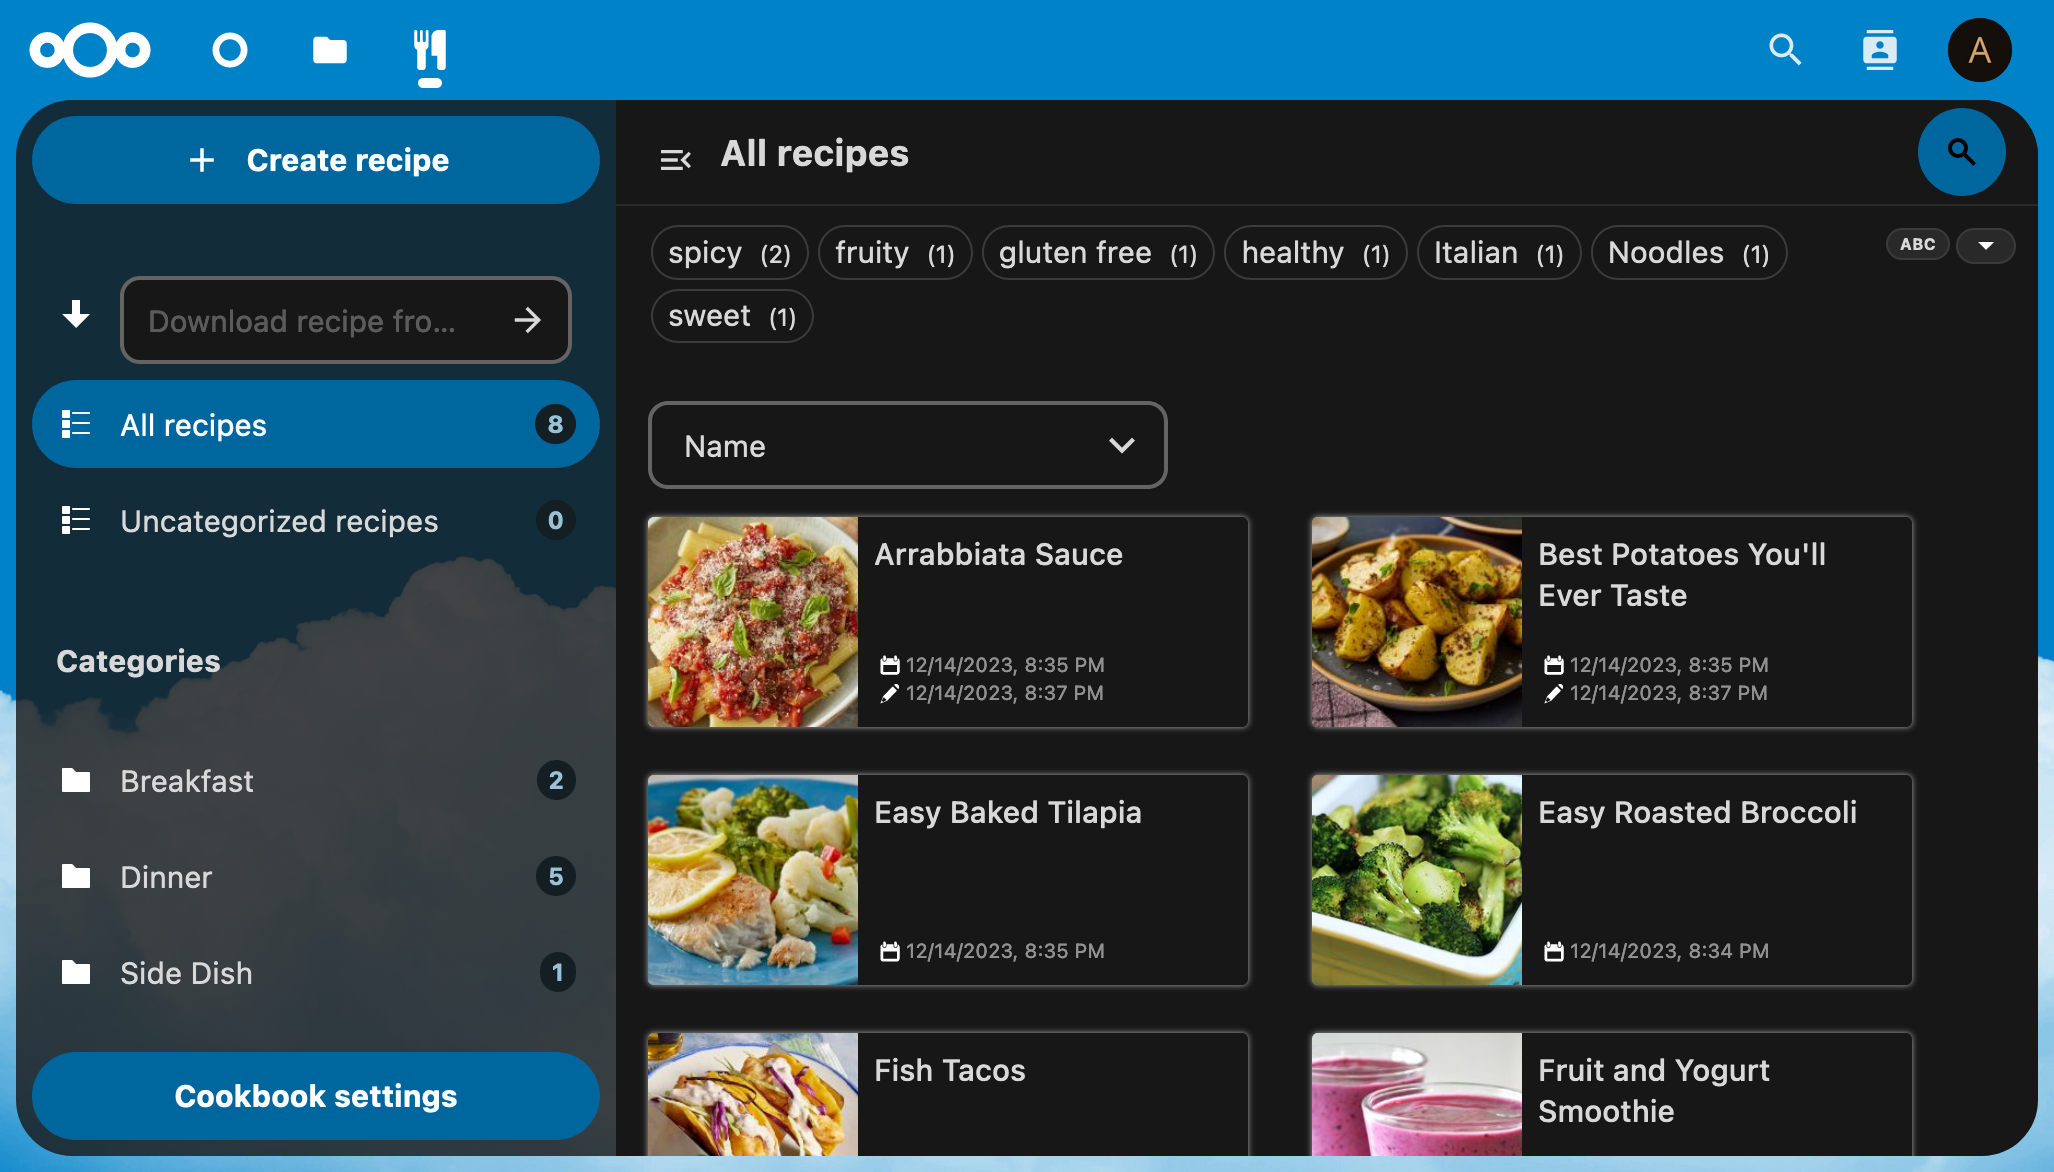 A
Create recipe
Download recipe fro...
All recipes 8
Uncategorized recipes 0
Categories
Breakfast 2
Dinner 5
Side Dish 1
Cookbook settings
All recipes
spicy (2) fruity (1) gluten free (1) healthy (1) Italian (1) Noodles (1)
sweet (1)
ABC
Name
Arrabbiata Sauce
12/14/2023, 8:35 PM
12/14/2023, 8:37 PM
Best Potatoes You'll
Ever Taste
12/14/2023, 8:35 PM
12/14/2023, 8:37 PM
Easy Baked Tilapia
12/14/2023, 8:35 PM
Easy Roasted Broccoli
12/14/2023, 8:34 PM
Fish Tacos
Fruit and Yogurt
Smoothie